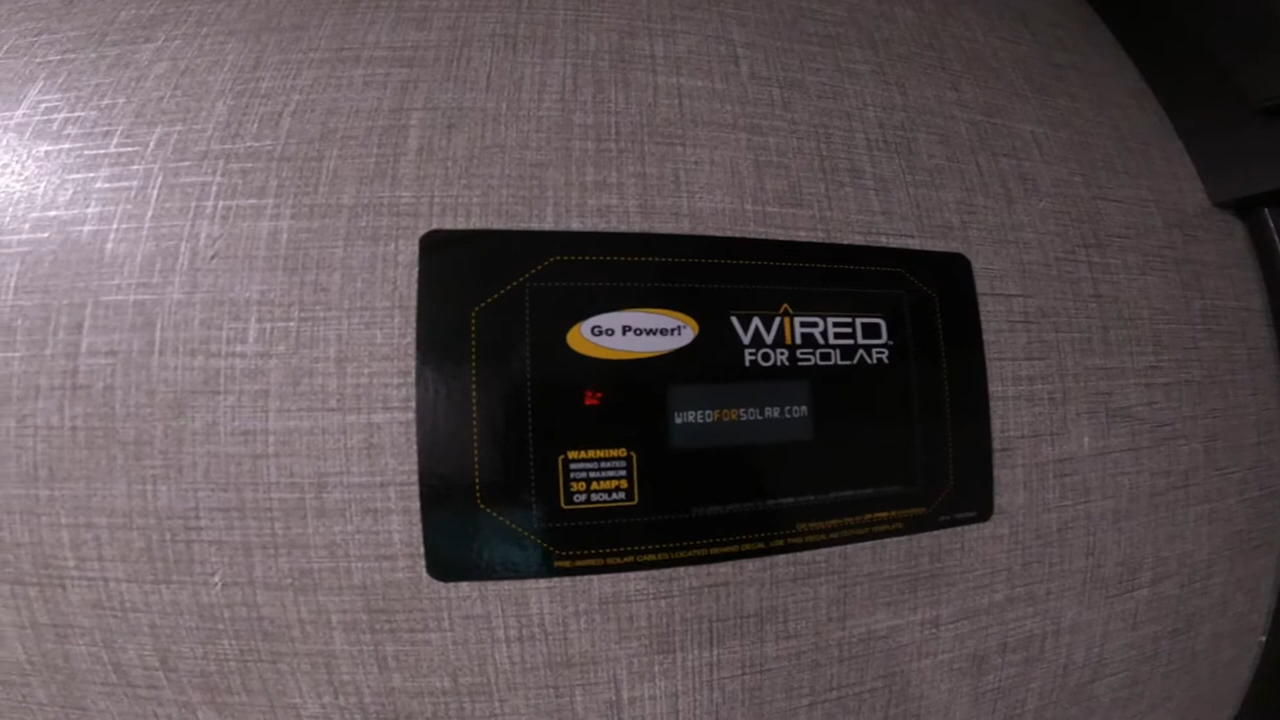 Go Power!®
WIRED™
FOR SOLAR
WIREDFORSOLAR.COM
WARNING
WIRING RATED
FOR MAXIMUM
30 AMPS
OF SOLAR
PRE-WIRED SOLAR CABLES LOCATED BEHIND DECAL. USE THIS DECAL AS CUTOUT TEMPLATE.